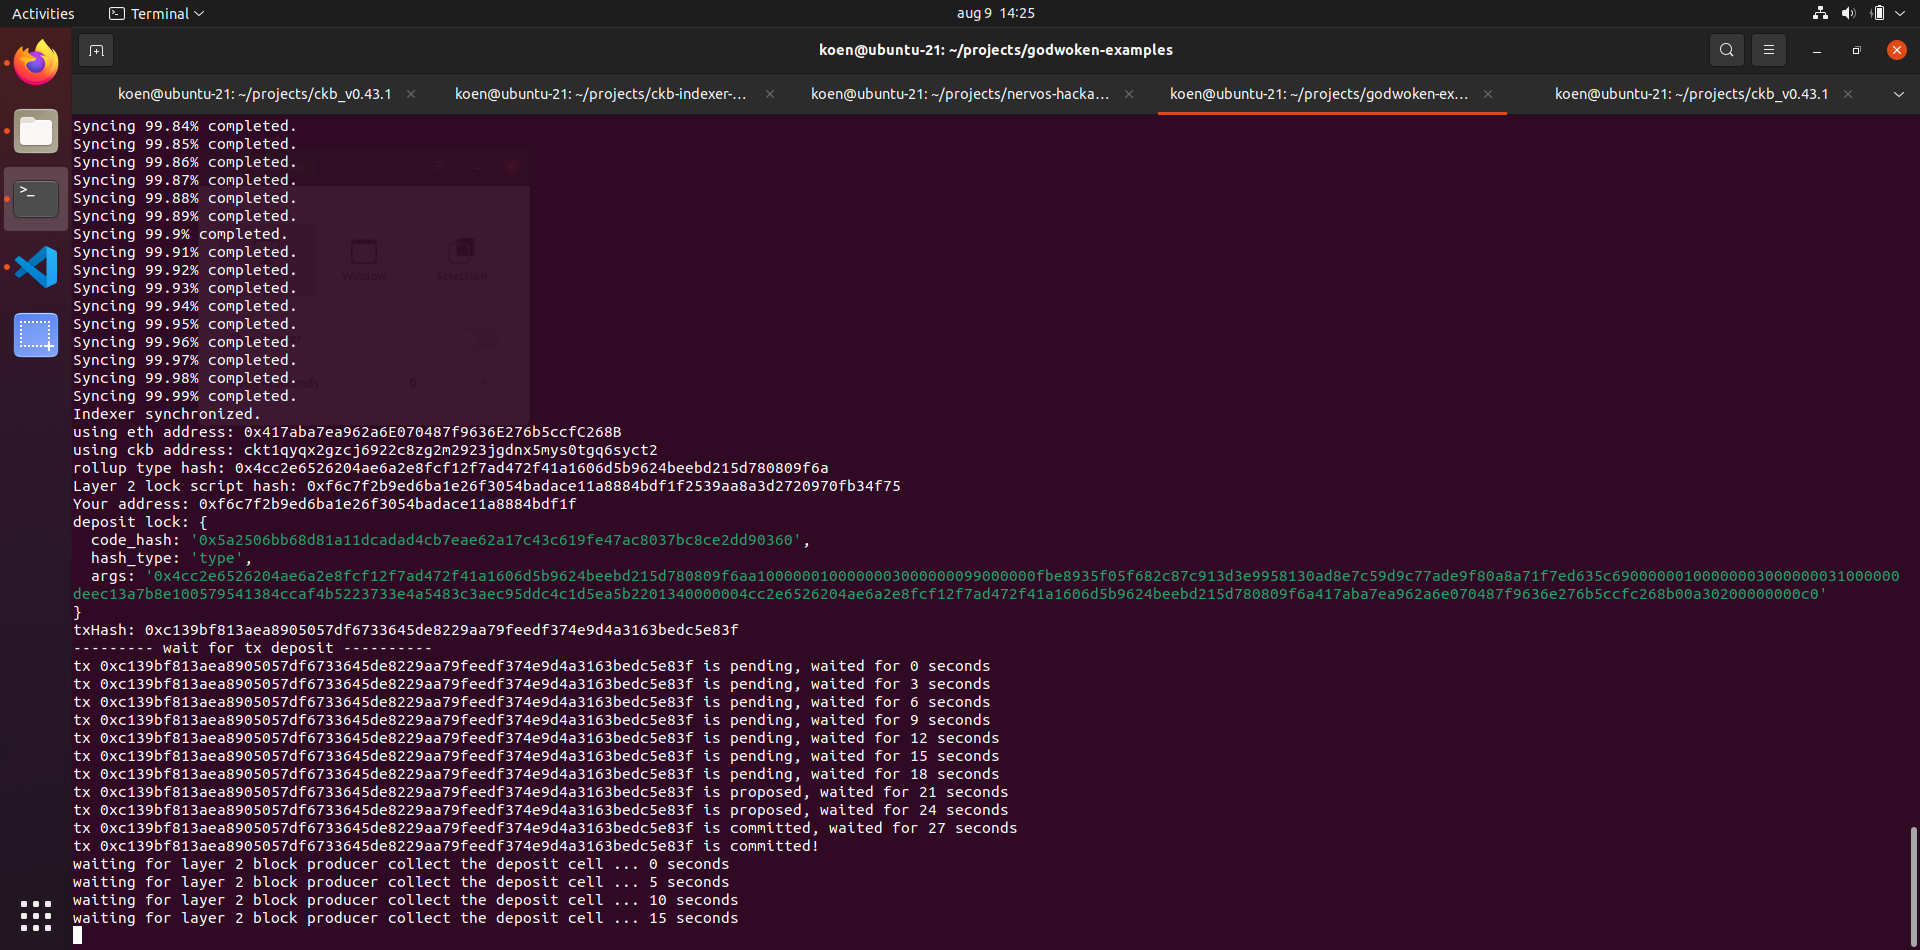 Activities
Terminal
aug 9 14:25
koen@ubuntu-21: ~/projects/godwoken-examples
koen@ubuntu-21: ~/projects/ckb_v0.43.1
koen@ubuntu-21: ~/projects/ckb-indexer-...
koen@ubuntu-21: ~/projects/nervos-hacka...
koen@ubuntu-21: ~/projects/godwoken-ex...
koen@ubuntu-21: ~/projects/ckb_v0.43.1
Syncing 99.84% completed.
Syncing 99.85% completed.
Syncing 99.86% completed.
Syncing 99.87% completed.
Syncing 99.88% completed.
Syncing 99.89% completed.
Syncing 99.9% completed.
Syncing 99.91% completed.
Syncing 99.92% completed.
Window
Selection
Syncing 99.93% completed.
Syncing 99.94% completed.
Syncing 99.95% completed.
Syncing 99.96% completed.
Syncing 99.97% completed.
Syncing 99.98% completed.
0
Syncing 99.99% completed.
Indexer synchronized.
using eth address: 0x417aba7ea962a6E070487f9636E276b5ccfC268B
using ckb address: ckt1qyqx2gzcj6922c8zg2m2923jgdnx5mys0tgq6syct2
rollup type hash: 0x4cc2e6526204ae6a2e8fcf12f7ad472f41a1606d5b9624beebd215d780809f6a
Layer 2 lock script hash: 0xf6c7f2b9ed6ba1e26f3054badace11a8884bdf1f2539aa8a3d2720970fb34f75
Your address: 0xf6c7f2b9ed6ba1e26f3054badace11a8884bdf1f
deposit lock: {
code_hash: '0x5a2506bb68d81a11dcadad4cb7eae62a17c43c619fe47ac8037bc8ce2dd90360',
hash_type: 'type',
args: '0x4cc2e6526204ae6a2e8fcf12f7ad472f41a1606d5b9624beebd215d780809f6aa10000001000000030000000099000000fbe8935f05f682c87c913d3e9958130ad8e7c59d9c77ade9f80a8a71f7ed635c690000000100000003000000031000000
deec13a7b8e100579541384ccaf4b5223733e4a5483c3aec95ddc4c1d5ea5b2201340000004cc2e6526204ae6a2e8fcf12f7ad472f41a1606d5b9624beebd215d780809f6a417aba7ea962a6e070487f9636e276b5ccfc268b00a30200000000c0'
}
txHash: 0xc139bf813aea8905057df6733645de8229aa79feedf374e9d4a3163bedc5e83f
--------- wait for tx deposit ----------
tx 0xc139bf813aea8905057df6733645de8229aa79feedf374e9d4a3163bedc5e83f is pending, waited for 0 seconds
tx 0xc139bf813aea8905057df6733645de8229aa79feedf374e9d4a3163bedc5e83f is pending, waited for 3 seconds
tx 0xc139bf813aea8905057df6733645de8229aa79feedf374e9d4a3163bedc5e83f is pending, waited for 6 seconds
tx 0xc139bf813aea8905057df6733645de8229aa79feedf374e9d4a3163bedc5e83f is pending, waited for 9 seconds
tx 0xc139bf813aea8905057df6733645de8229aa79feedf374e9d4a3163bedc5e83f is pending, waited for 12 seconds
tx 0xc139bf813aea8905057df6733645de8229aa79feedf374e9d4a3163bedc5e83f is pending, waited for 15 seconds
tx 0xc139bf813aea8905057df6733645de8229aa79feedf374e9d4a3163bedc5e83f is pending, waited for 18 seconds
tx 0xc139bf813aea8905057df6733645de8229aa79feedf374e9d4a3163bedc5e83f is proposed, waited for 21 seconds
tx 0xc139bf813aea8905057df6733645de8229aa79feedf374e9d4a3163bedc5e83f is proposed, waited for 24 seconds
tx 0xc139bf813aea8905057df6733645de8229aa79feedf374e9d4a3163bedc5e83f is committed, waited for 27 seconds
tx 0xc139bf813aea8905057df6733645de8229aa79feedf374e9d4a3163bedc5e83f is committed!
waiting for layer 2 block producer collect the deposit cell ... 0 seconds
waiting for layer 2 block producer collect the deposit cell ... 5 seconds
waiting for layer 2 block producer collect the deposit cell ... 10 seconds
waiting for layer 2 block producer collect the deposit cell ... 15 seconds